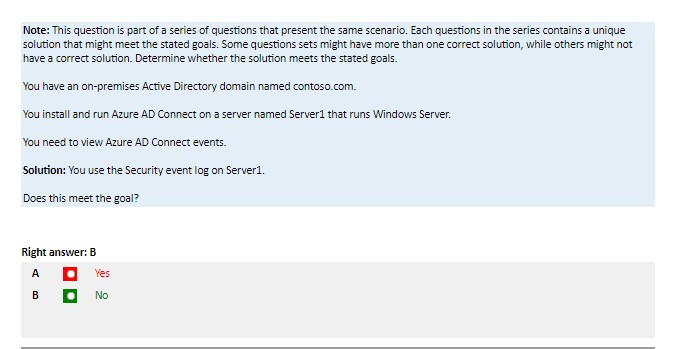 Note: This question is part of a series of questions that present the same scenario. Each questions in the series contains a unique
solution that might meet the stated goals. Some questions sets might have more than one correct solution, while others might not
have a correct solution. Determine whether the solution meets the stated goals.
You have an on-premises Active Directory domain named contoso.com.
You install and run Azure AD Connect on a server named Server1 that runs Windows Server.
You need to view Azure AD Connect events.
Solution: You use the Security event log on Server1.
Does this meet the goal?
Right answer: B
A Yes
B No